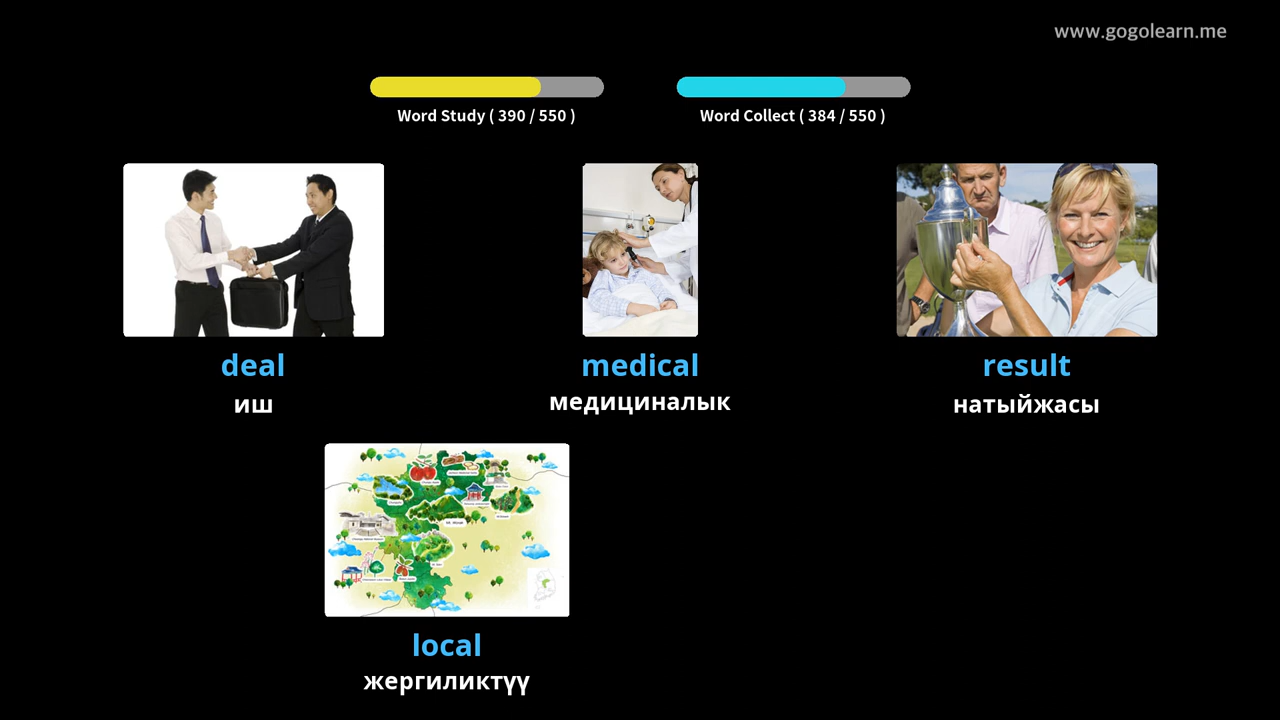 www.gogolearn.me
Word Study ( 390 / 550 )
Word Collect ( 384 / 550 )
deal
иш
medical
медициналык
result
натыйжасы
local
жергиликтүү